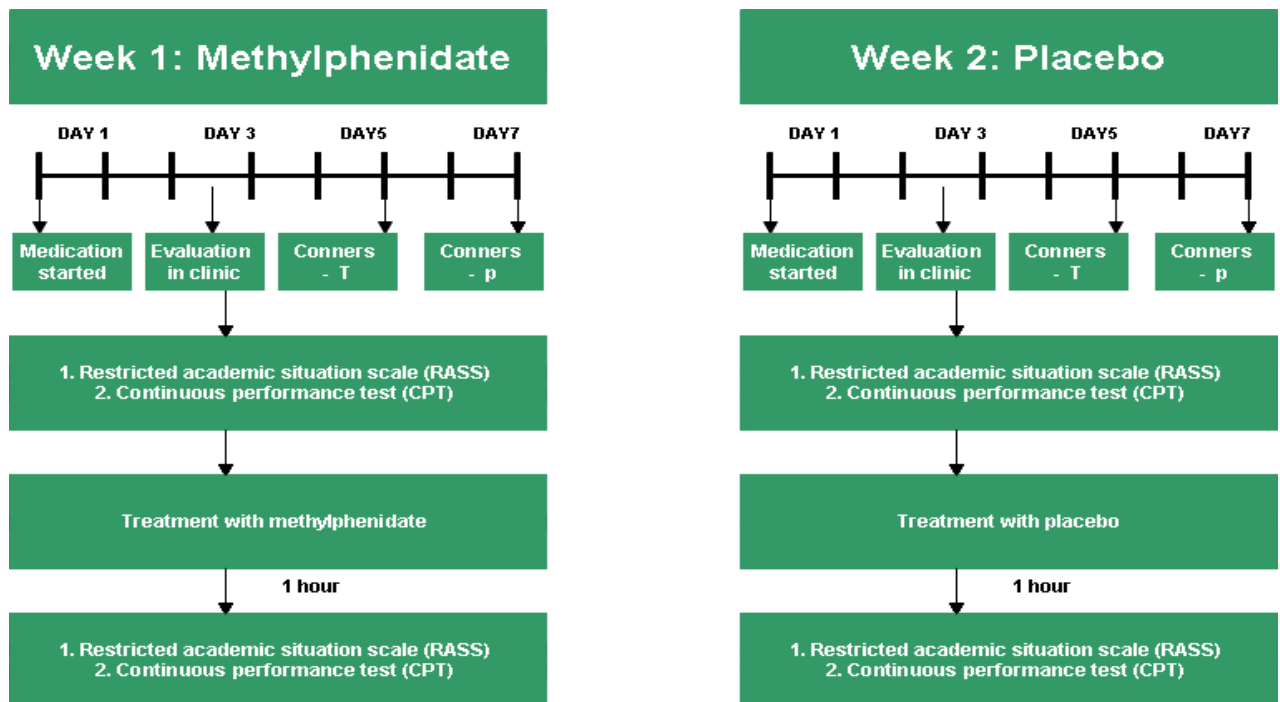 Week 1: Methylphenidate
DAY 1 DAY 3 DAY5 DAY7
Medication
started
Evaluation
in clinic
Conners
- T
Conners
- p
1. Restricted academic situation scale (RASS)
2. Continuous performance test (CPT)
Treatment with methylphenidate
1 hour
1. Restricted academic situation scale (RASS)
2. Continuous performance test (CPT)
Week 2: Placebo
DAY 1 DAY 3 DAY5 DAY7
Medication
started
Evaluation
in clinic
Conners
- T
Conners
- p
1. Restricted academic situation scale (RASS)
2. Continuous performance test (CPT)
Treatment with placebo
1 hour
1. Restricted academic situation scale (RASS)
2. Continuous performance test (CPT)